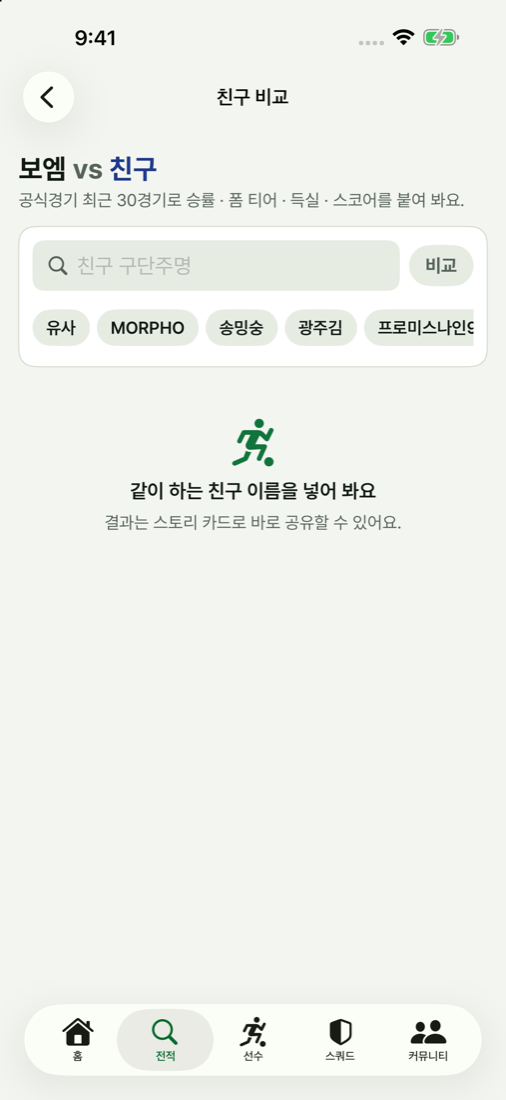 9:41
친구 비교
보엠 vs 친구
공식경기 최근 30경기로 승률 · 폼 티어 · 득실 · 스코어를 붙여 봐요.
친구 구단주명
비교
유사 MORPHO 송밍숭 광주김 프로미스나인
같이 하는 친구 이름을 넣어 봐요
결과는 스토리 카드로 바로 공유할 수 있어요.
홈 전적 선수 스쿼드 커뮤니티